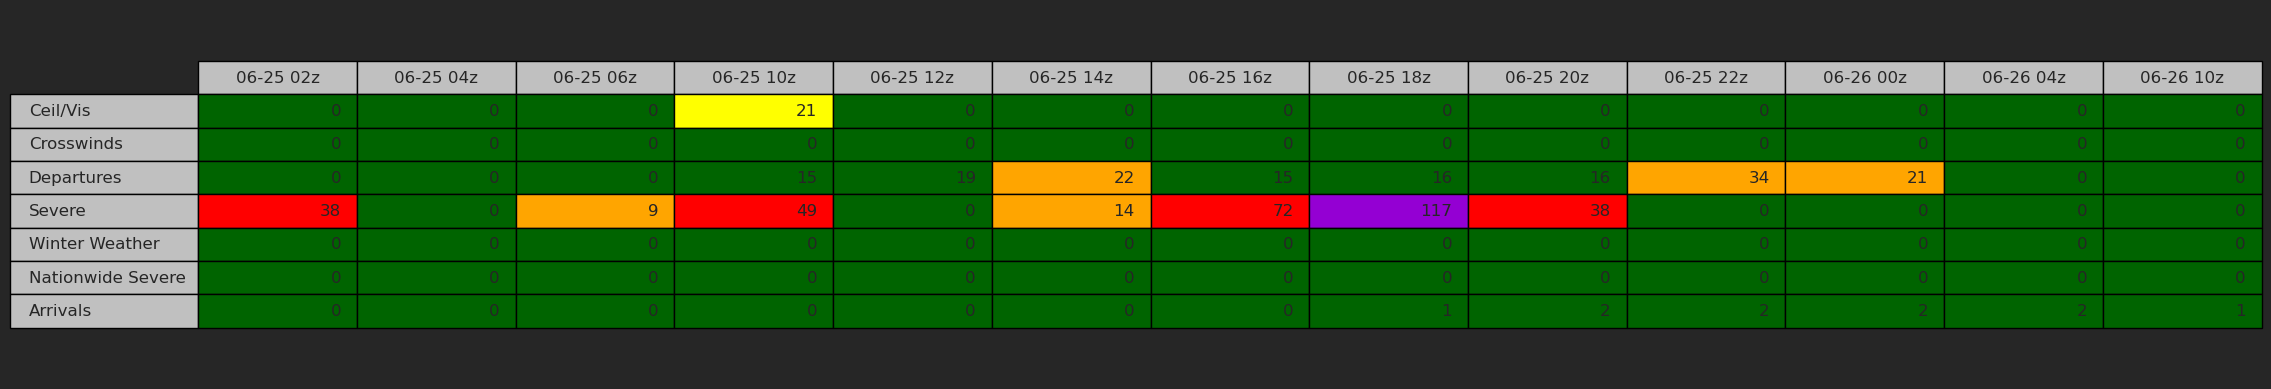 06-25 02z 06-25 04z 06-25 06z 06-25 10z 06-25 12z 06-25 14z 06-25 16z 06-25 18z 06-25 20z 06-25 22z 06-26 00z 06-26 04z 06-26 10z
Ceil/Vis 0 0 0 21 0 0 0 0 0 0 0 0 0
Crosswinds 0 0 0 0 0 0 0 0 0 0 0 0 0
Departures 0 0 0 15 19 22 15 16 16 34 21 0 0
Severe 38 0 9 49 0 14 72 117 38 0 0 0 0
Winter Weather 0 0 0 0 0 0 0 0 0 0 0 0 0
Nationwide Severe 0 0 0 0 0 0 0 0 0 0 0 0 0
Arrivals 0 0 0 0 0 0 0 1 2 2 2 2 1